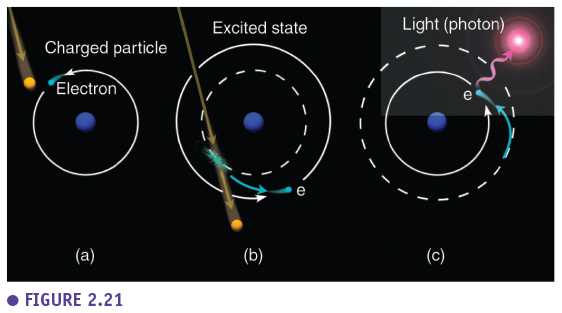 Charged particle
Electron
(a)
Excited state
e
(b)
Light (photon)
e
(c)
FIGURE 2.21